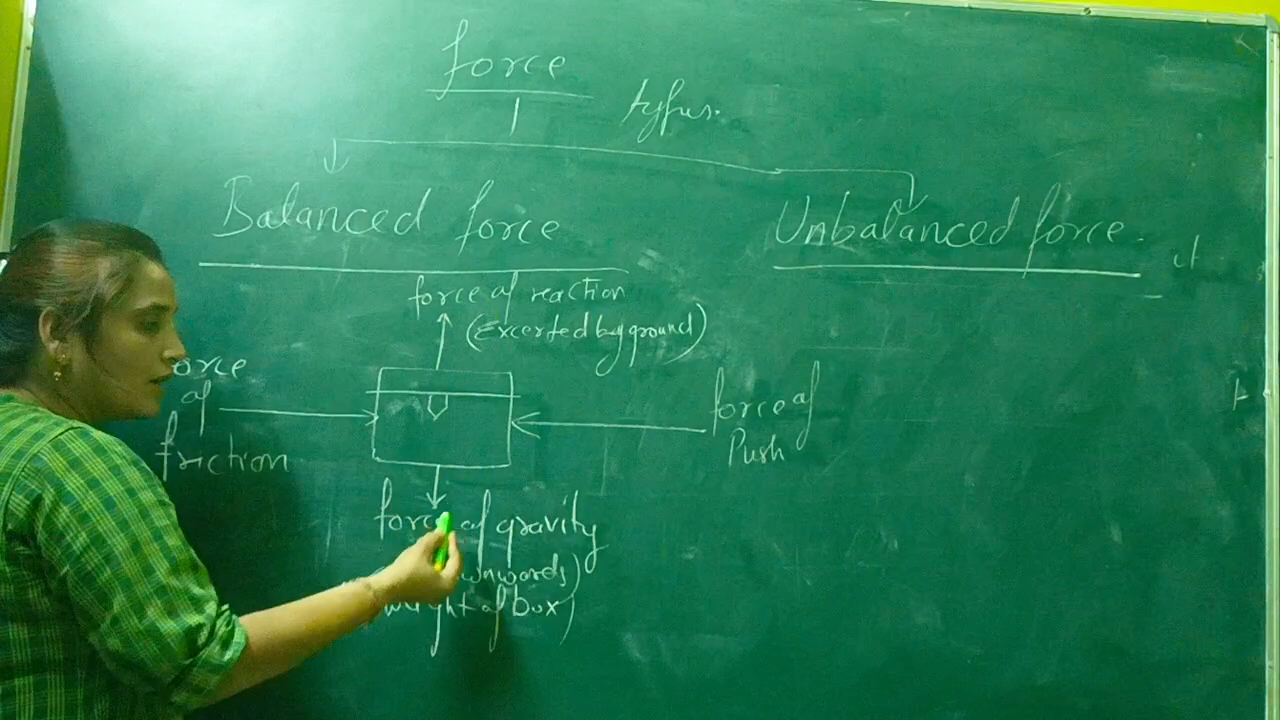 force
types.
Balanced force
Unbalanced force.
force of reaction
(Excerted by ground)
force
of
friction
force of
Push
force of gravity
weight of box)